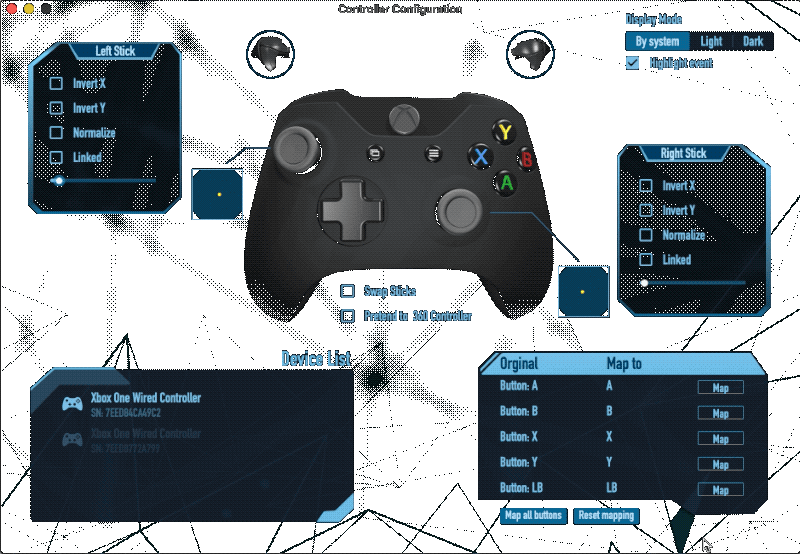 Controller Configuration
Display Mode
By system Light Dark
Highlight event
Left Stick
Invert X
Invert Y
Normalize
Linked
Y
X B
A
Right Stick
Invert X
Invert Y
Normalize
Linked
Swap Sticks
Pretend to 360 Controller
Device List
Xbox One Wired Controller
SN: 7EED84CA49C2
Xbox One Wired Controller
Orginal Map to
Button: A A Map
Button: B B Map
Button: X X Map
Button: Y Y Map
Button: LB LB Map
Map all buttons Reset mapping